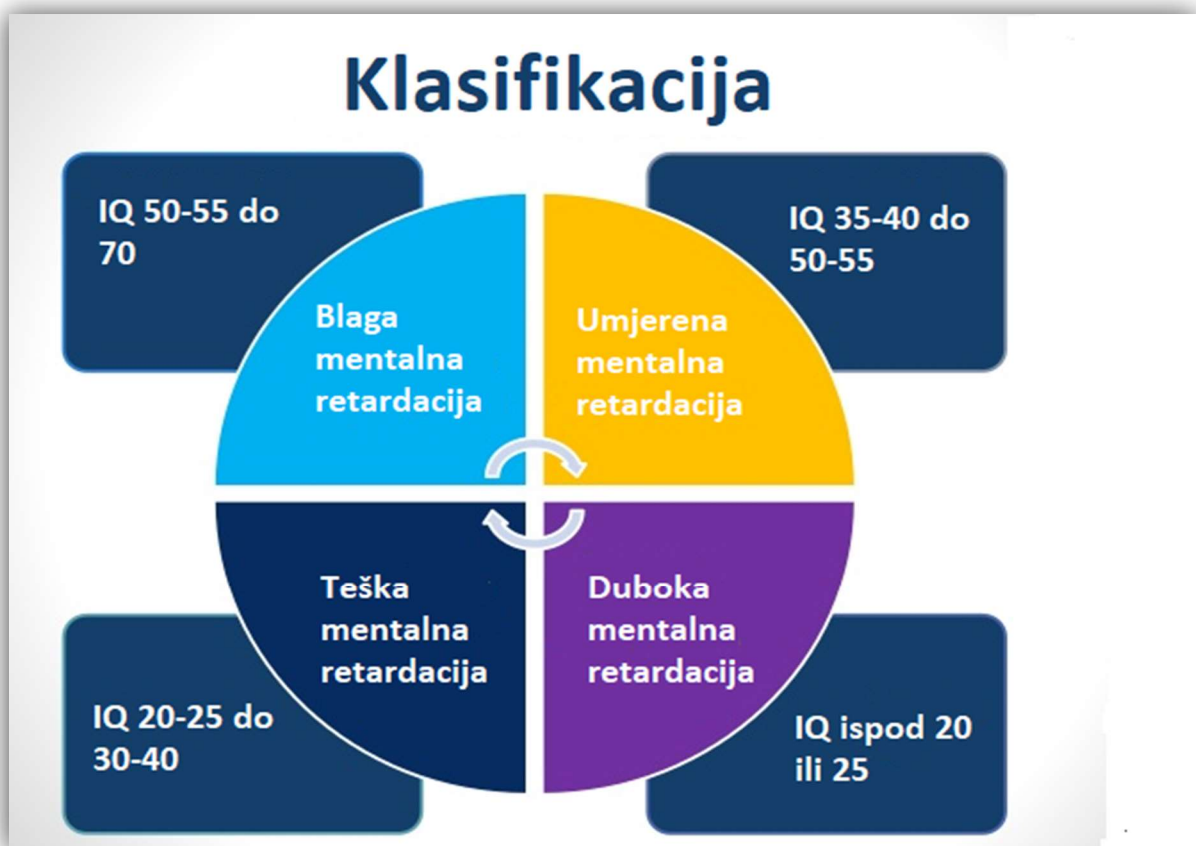 Klasifikacija
IQ 50-55 do
70
Blaga
mentalna
retardacija
IQ 35-40 do
50-55
Umjerena
mentalna
retardacija
Teška
mentalna
retardacija
IQ 20-25 do
30-40
Duboka
mentalna
retardacija
IQ ispod 20
ili 25